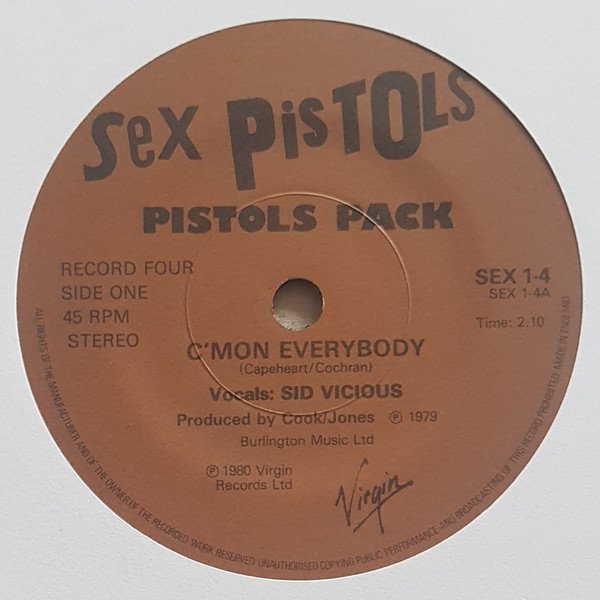 Sex PisTOLs
PISTOLS PACK
RECORD FOUR
SIDE ONE
45 RPM
STEREO
SEX 1-4
SEX 1-4A
Time: 2.10
C'MON EVERYBODY
(Capeheart/Cochran)
Vocals: SID VICIOUS
Produced by Cook/Jones ℗ 1979
Burlington Music Ltd
℗ 1980 Virgin
Records Ltd
Virgin
ALL RIGHTS OF THE MANUFACTURER AND OF THE OWNER OF THE RECORDED WORK RESERVED. UNAUTHORISED COPYING PUBLIC PERFORMANCE AND BROADCASTING OF THIS RECORD PROHIBITED. MADE IN ENGLAND